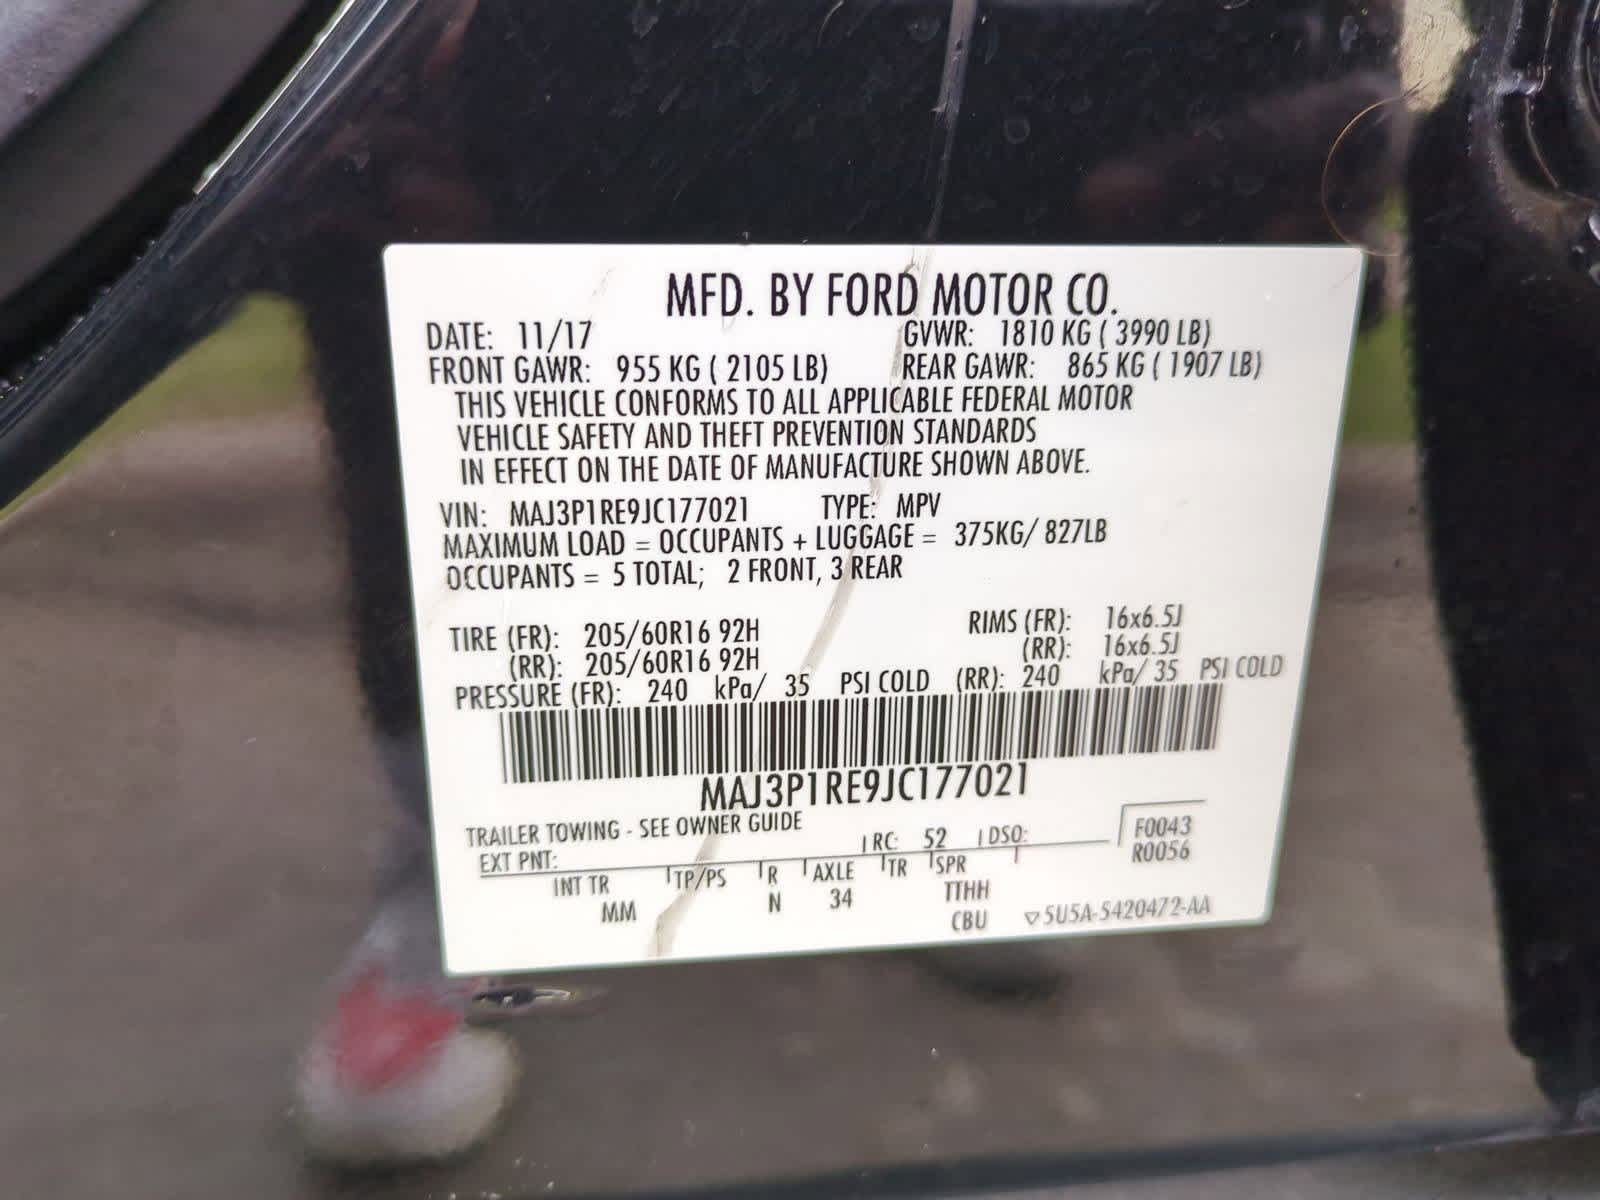 MFD. BY FORD MOTOR CO.
DATE: 11/17 GVWR: 1810 KG ( 3990 LB)
FRONT GAWR: 955 KG ( 2105 LB) REAR GAWR: 865 KG ( 1907 LB)
THIS VEHICLE CONFORMS TO ALL APPLICABLE FEDERAL MOTOR
VEHICLE SAFETY AND THEFT PREVENTION STANDARDS
IN EFFECT ON THE DATE OF MANUFACTURE SHOWN ABOVE.
VIN: MAJ3P1RE9JC177021 TYPE: MPV
MAXIMUM LOAD = OCCUPANTS + LUGGAGE = 375KG/ 827LB
OCCUPANTS = 5 TOTAL; 2 FRONT, 3 REAR
TIRE (FR): 205/60R16 92H RIMS (FR): 16x6.5J
(RR): 205/60R16 92H (RR): 16x6.5J
PRESSURE (FR): 240 kPa/ 35 PSI COLD (RR): 240 kPa/ 35 PSI COLD
MAJ3P1RE9JC177021
TRAILER TOWING - SEE OWNER GUIDE
EXT PNT: RC: 52 DSO: F0043
R0056
INT TR TP/PS R AXLE TR SPR
MM N 34 TTHH
CBU ▽5U5A-5420472-AA